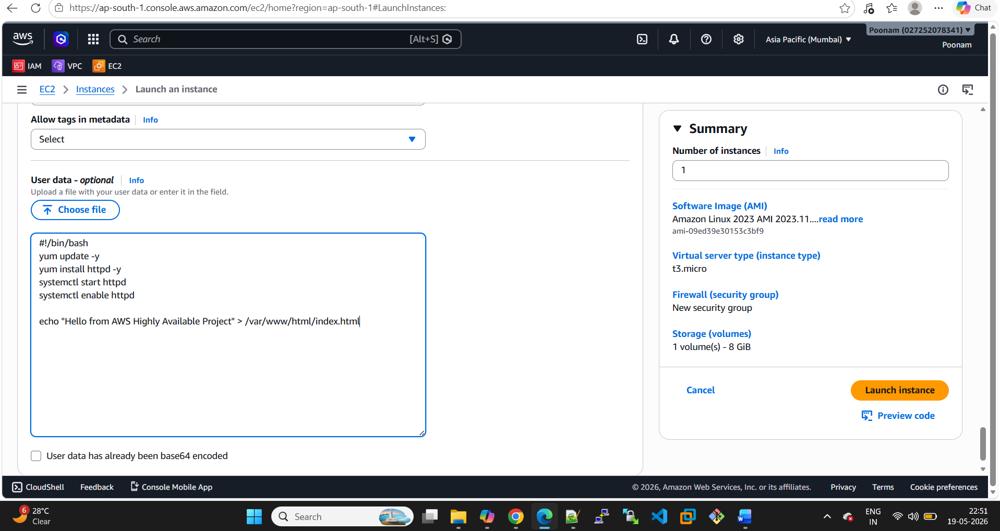 https://ap-south-1.console.aws.amazon.com/ec2/home?region=ap-south-1#LaunchInstances:
Chat
aws
Search
[Alt+S]
Asia Pacific (Mumbai)
Poonam (027252078341)
Poonam
IAM
VPC
EC2
EC2
Instances
Launch an instance
Allow tags in metadata
Info
Select
User data - optional
Info
Upload a file with your user data or enter it in the field.
Choose file
#!/bin/bash
yum update -y
yum install httpd -y
systemctl start httpd
systemctl enable httpd
echo "Hello from AWS Highly Available Project" > /var/www/html/index.html
User data has already been base64 encoded
Summary
Number of instances
Info
1
Software Image (AMI)
Amazon Linux 2023 AMI 2023.11....read more
ami-09ed39e30153c3bf9
Virtual server type (instance type)
t3.micro
Firewall (security group)
New security group
Storage (volumes)
1 volume(s) - 8 GiB
Cancel
Launch instance
Preview code
CloudShell
Feedback
Console Mobile App
© 2026, Amazon Web Services, Inc. or its affiliates.
Privacy
Terms
Cookie preferences
6
28°C
Clear
Search
ENG
IN
22:51
19-05-2026